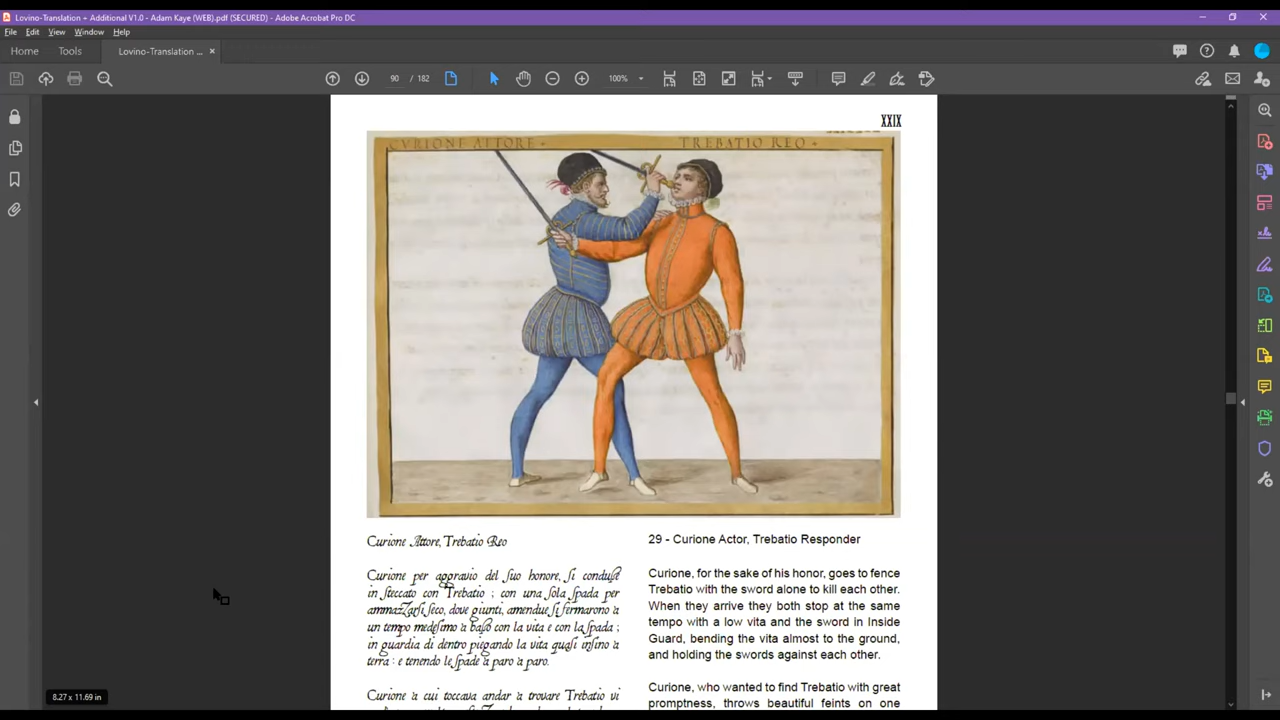 Lovino-Translation + Additional V1.0 - Adam Kaye (WEB).pdf (SECURED) - Adobe Acrobat Pro DC
File Edit View Window Help
Home Tools Lovino-Translation ... ×
90 / 182 100%
XXIX
CVRIONE ATTORE · TREBATIO REO ·
Curione Attore, Trebatio Reo
Curione per aggravio del suo honore, si conduse
in steccato con Trebatio ; con una sola spada per
ammazzarsi seco, dove giunti, amendue si fermarono à
un tempo medesimo à basso con la vita e con la spada ;
in guardia di dentro piegando la vita quasi insino à
terra : e tenendo le spade à paro à paro.
Curione à cui toccava andar à trovare Trebatio vi
29 - Curione Actor, Trebatio Responder
Curione, for the sake of his honor, goes to fence
Trebatio with the sword alone to kill each other.
When they arrive they both stop at the same
tempo with a low vita and the sword in Inside
Guard, bending the vita almost to the ground,
and holding the swords against each other.
Curione, who wanted to find Trebatio with great
promptness, throws beautiful feints on one
8.27 x 11.69 in